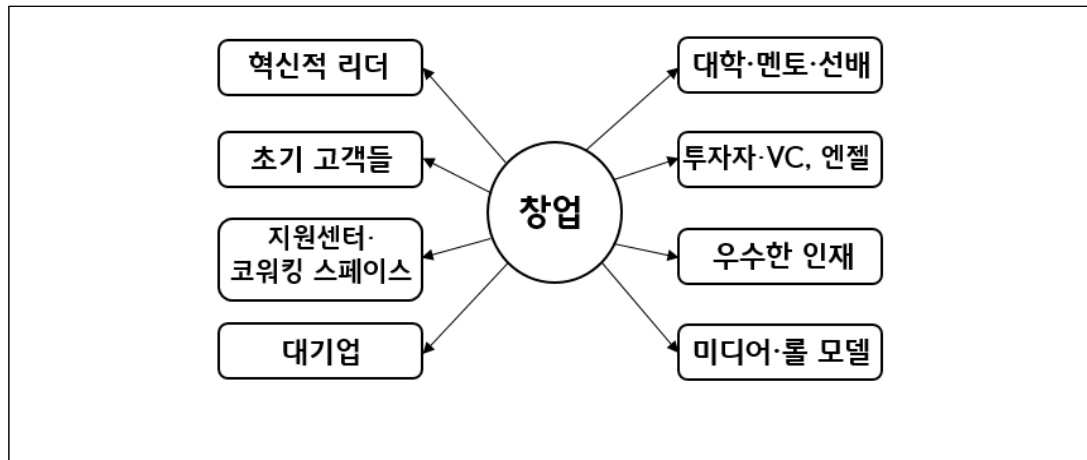 혁신적 리더
초기 고객들
지원센터·
코워킹 스페이스
대기업
창업
대학·멘토·선배
투자자·VC, 엔젤
우수한 인재
미디어·롤 모델